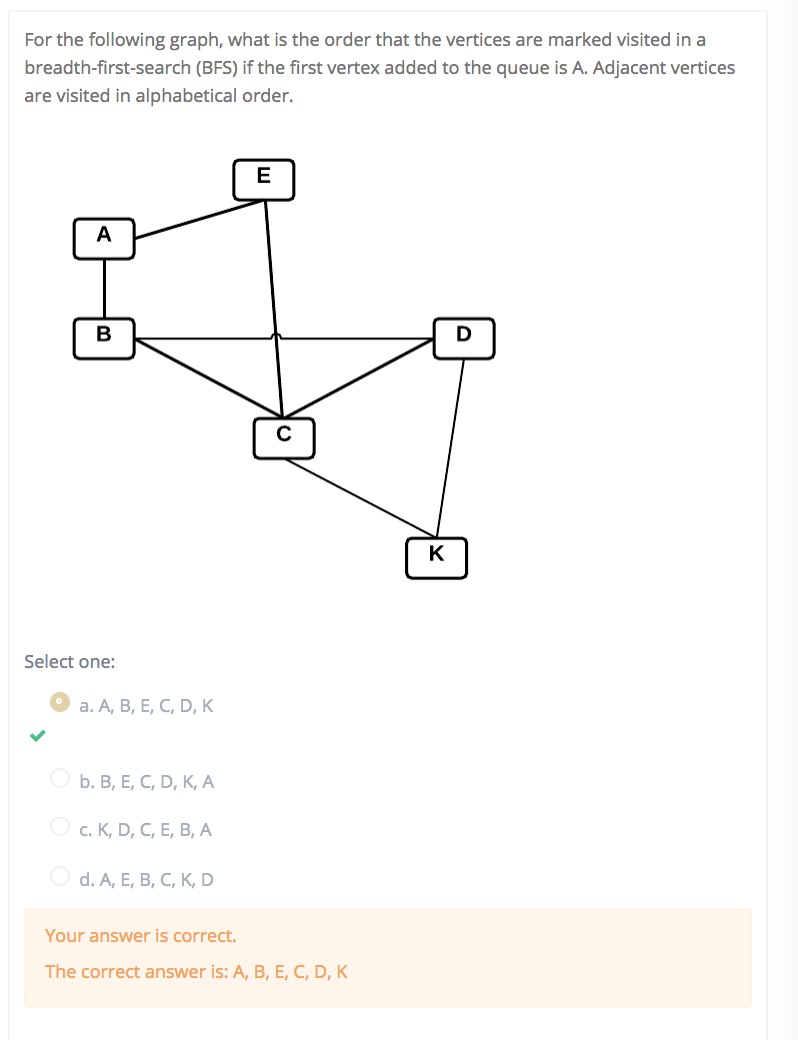 For the following graph, what is the order that the vertices are marked visited in a
breadth-first-search (BFS) if the first vertex added to the queue is A. Adjacent vertices
are visited in alphabetical order.
E
A
B
D
C
K
Select one:
a. A, B, E, C, D, K
b. B, E, C, D, K, A
c. K, D, C, E, B, A
d. A, E, B, C, K, D
Your answer is correct.
The correct answer is: A, B, E, C, D, K